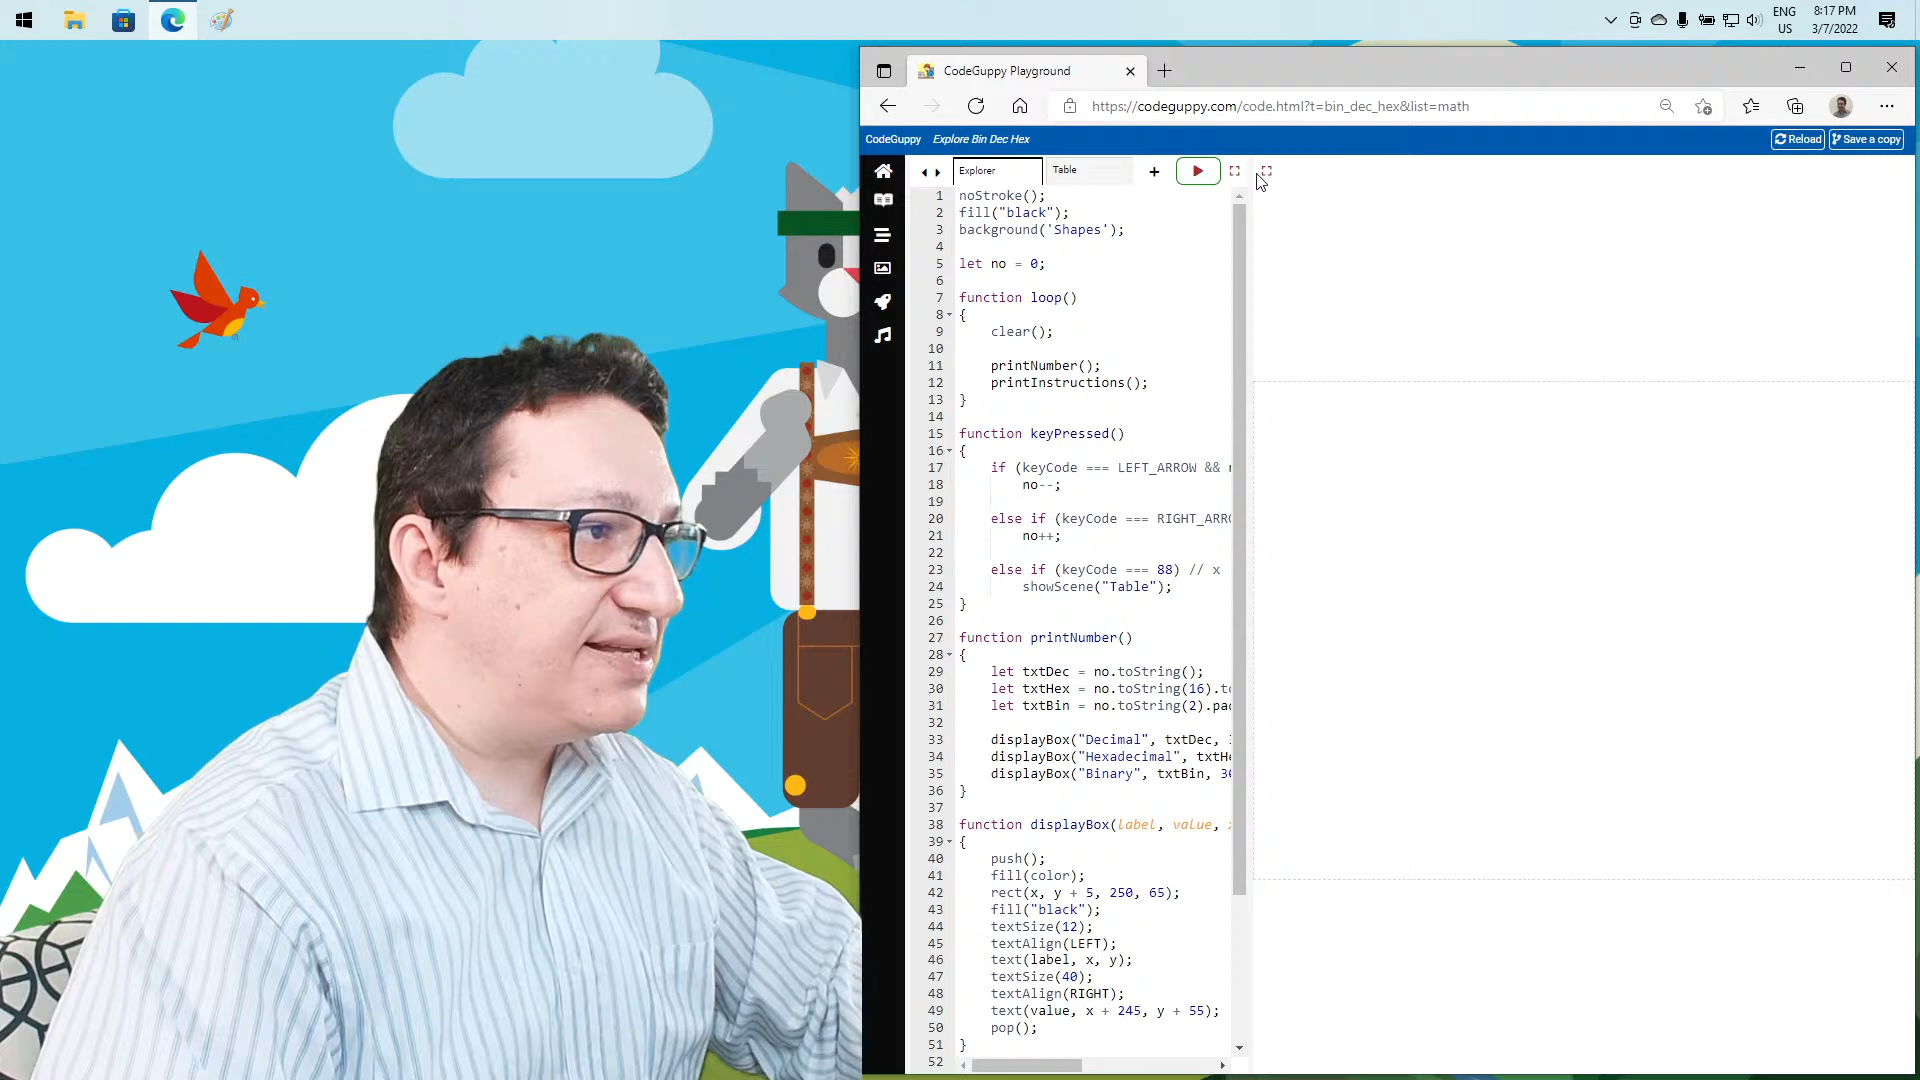 ENG
US
8:17 PM
3/7/2022
CodeGuppy Playground
https://codeguppy.com/code.html?t=bin_dec_hex&list=math
CodeGuppy Explore Bin Dec Hex
Reload
Save a copy
Explorer
Table
1 noStroke();
2 fill("black");
3 background('Shapes');
4
5 let no = 0;
6
7 function loop()
8 {
9 clear();
10
11 printNumber();
12 printInstructions();
13 }
14
15 function keyPressed()
16 {
17 if (keyCode === LEFT_ARROW &&
18 no--;
19
20 else if (keyCode === RIGHT_ARR
21 no++;
22
23 else if (keyCode === 88) // x
24 showScene("Table");
25 }
26
27 function printNumber()
28 {
29 let txtDec = no.toString();
30 let txtHex = no.toString(16).t
31 let txtBin = no.toString(2).pa
32
33 displayBox("Decimal", txtDec,
34 displayBox("Hexadecimal", txtH
35 displayBox("Binary", txtBin, 3
36 }
37
38 function displayBox(label, value,
39 {
40 push();
41 fill(color);
42 rect(x, y + 5, 250, 65);
43 fill("black");
44 textSize(12);
45 textAlign(LEFT);
46 text(label, x, y);
47 textSize(40);
48 textAlign(RIGHT);
49 text(value, x + 245, y + 55);
50 pop();
51 }
52